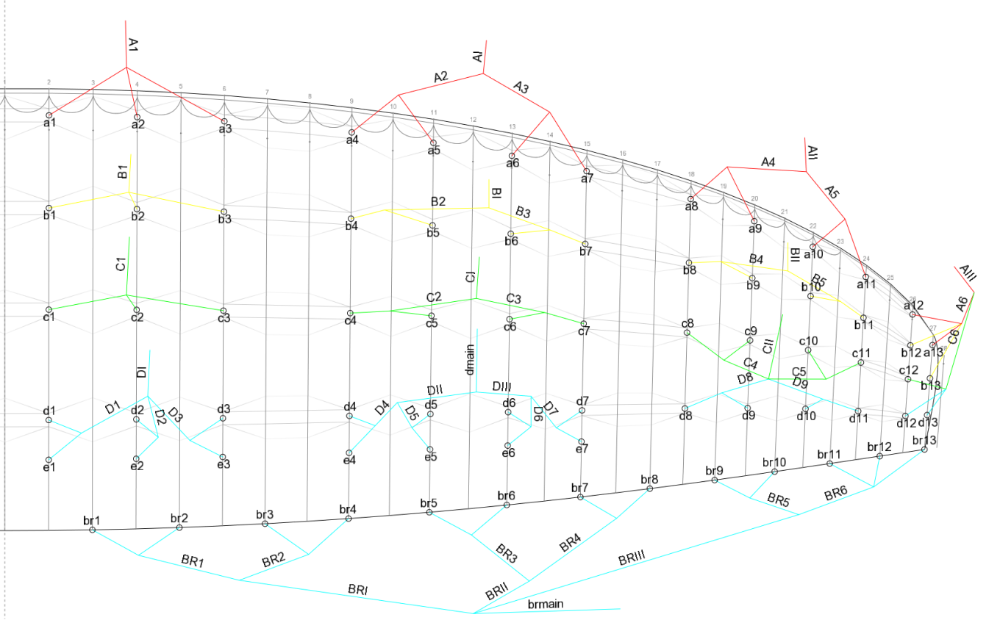 A1
AI
A2
A3
2
3
4
5
6
7
8
9
10
11
12
13
14
15
16
17
18
19
20
21
22
23
24
25
26
27
28
a1
a2
a3
a4
a5
a6
a7
AII
A4
A5
a8
a9
a10
a11
AIII
A6
a12
a13
B1
BI
B2
B3
BII
B4
B5
b1
b2
b3
b4
b5
b6
b7
b8
b9
b10
b11
b12
b13
C1
CI
C2
C3
CII
C4
C5
C6
c1
c2
c3
c4
c5
c6
c7
c8
c9
c10
c11
c12
DI
dmain
DII
DIII
D1
D2
D3
D4
D5
D6
D7
D8
D9
d1
d2
d3
d4
d5
d6
d7
d8
d9
d10
d11
d12
d13
e1
e2
e3
e4
e5
e6
e7
br1
br2
br3
br4
br5
br6
br7
br8
br9
br10
br11
br12
br13
BR1
BR2
BR3
BR4
BR5
BR6
BRI
BRII
BRIII
brmain